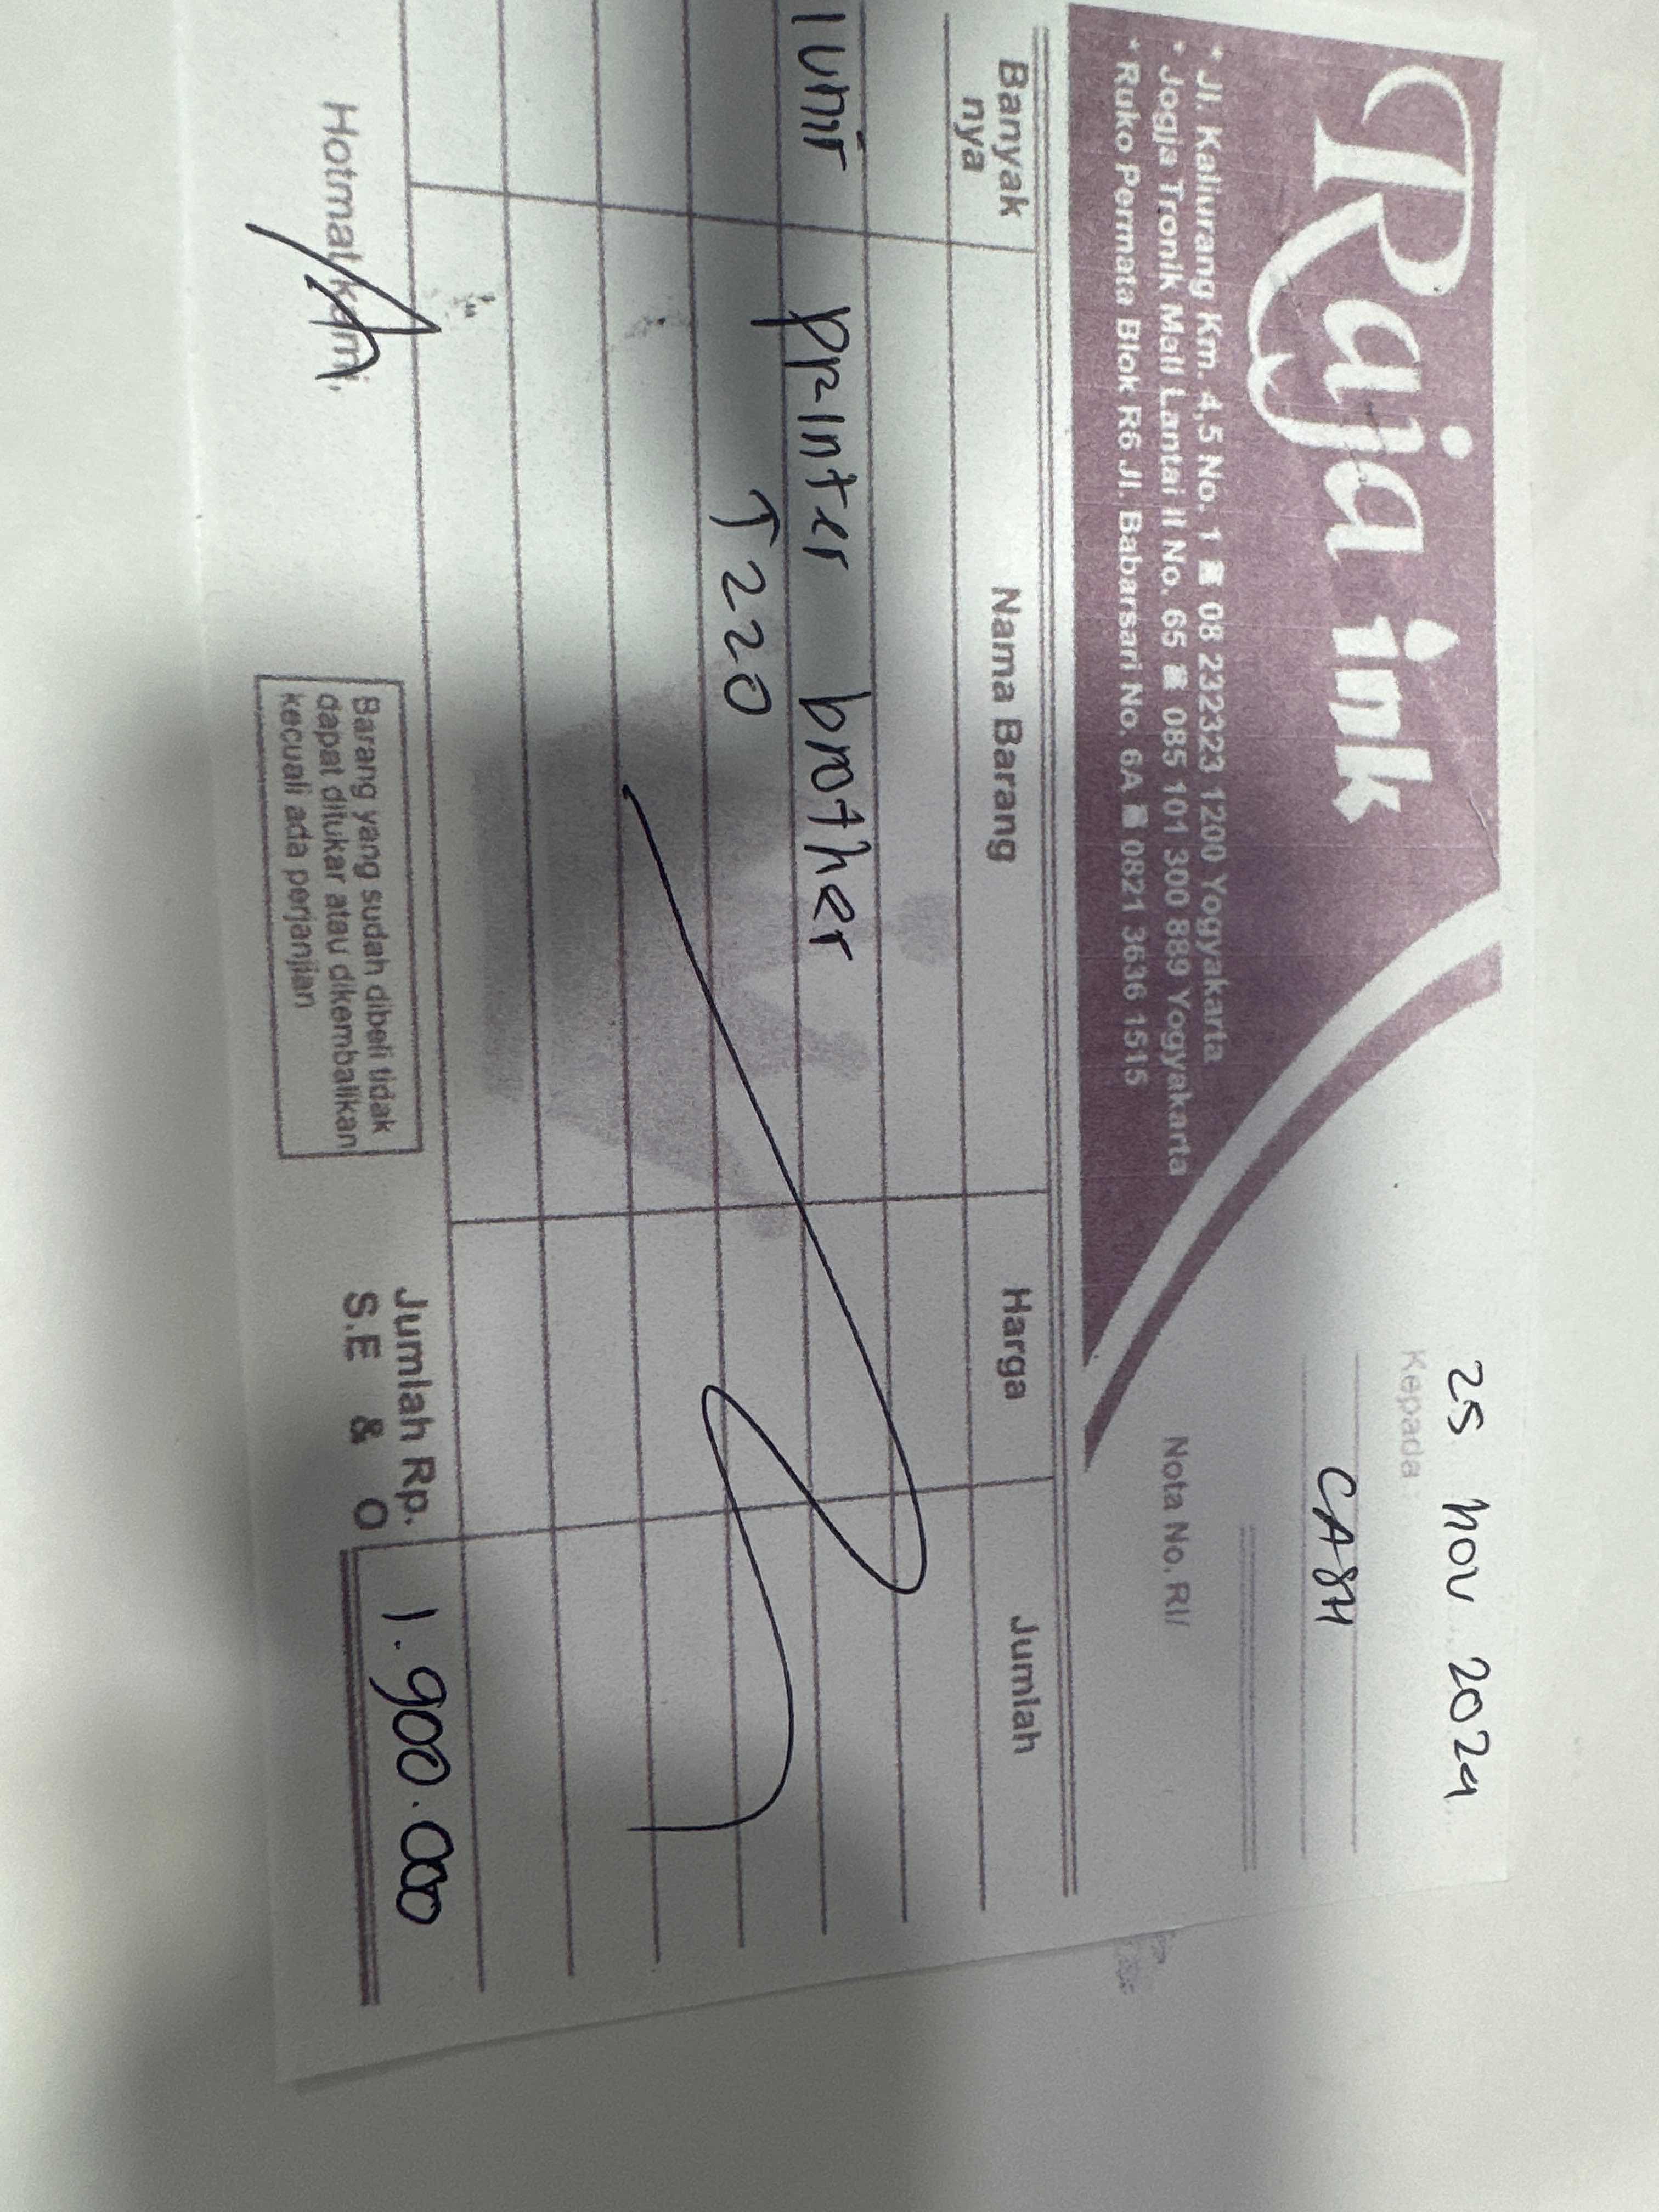 Raja ink
* Jl. Kaliurang Km. 4,5 No. 1 ☎ 08 232323 1200 Yogyakarta
* Jogja Tronik Mall Lantai II No. 65 ☎ 085 101 300 889 Yogyakarta
* Ruko Permata Blok R6 Jl. Babarsari No. 6A ☎ 0821 3636 1515
25 Nov 2024
Kepada :
CASH
Nota No. RI/
Banyak nya Nama Barang Harga Jumlah
1 unit printer brother
T220
Jumlah Rp. 1.900.000
S.E & O
Hormat kami,
Barang yang sudah dibeli tidak
dapat ditukar atau dikembalikan
kecuali ada perjanjian